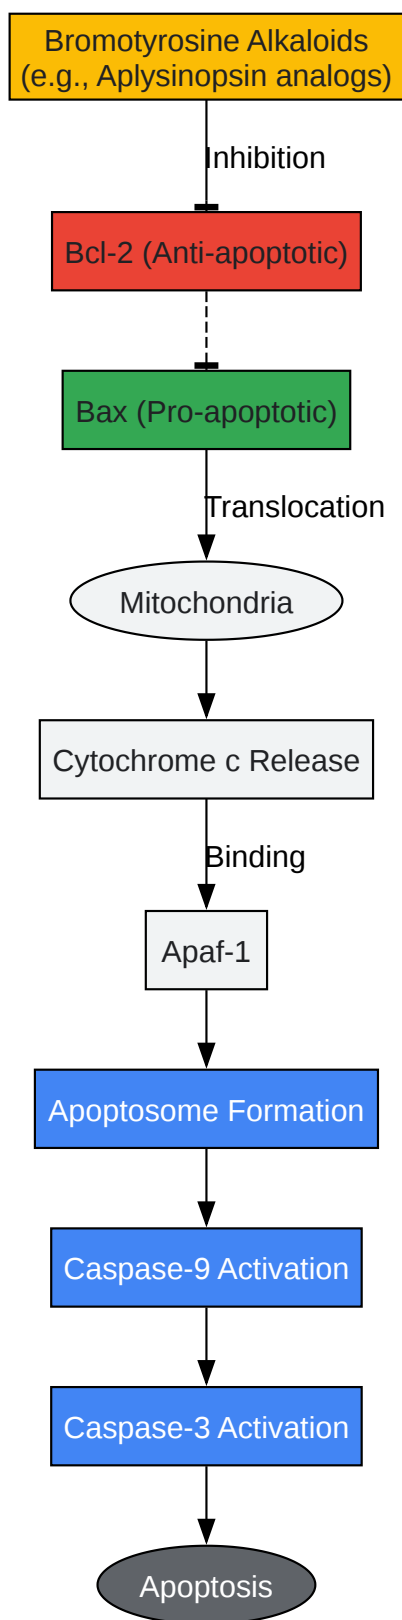 Bromotyrosine Alkaloids
(e.g., Aplysinopsin analogs)
Inhibition
Bcl-2 (Anti-apoptotic)
Bax (Pro-apoptotic)
Translocation
Mitochondria
Cytochrome c Release
Binding
Apaf-1
Apoptosome Formation
Caspase-9 Activation
Caspase-3 Activation
Apoptosis